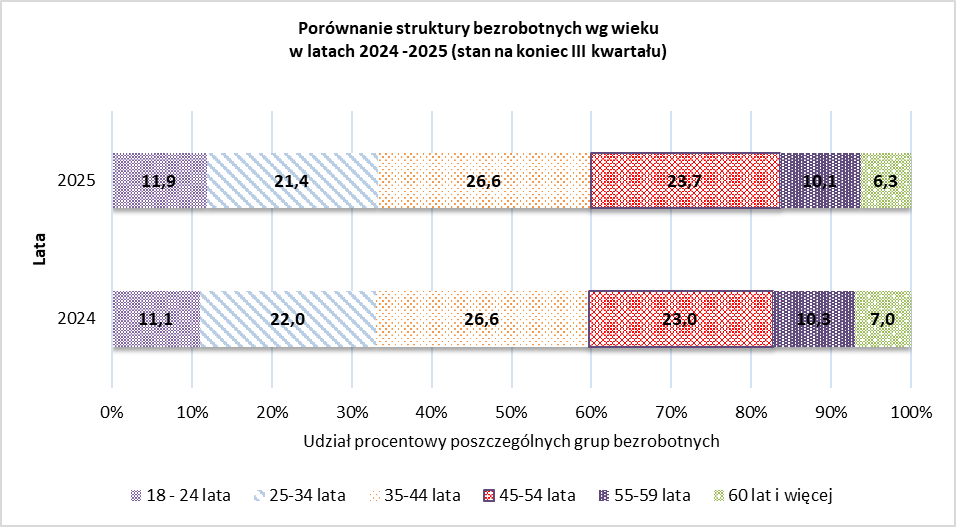 Porównanie struktury bezrobotnych wg wieku
w latach 2024 -2025 (stan na koniec III kwartału)
Lata
2025
11,9
21,4
26,6
23,7
10,1
6,3
2024
11,1
22,0
26,6
23,0
10,3
7,0
0%
10%
20%
30%
40%
50%
60%
70%
80%
90%
100%
Udział procentowy poszczególnych grup bezrobotnych
18 - 24 lata
25-34 lata
35-44 lata
45-54 lata
55-59 lata
60 lat i więcej